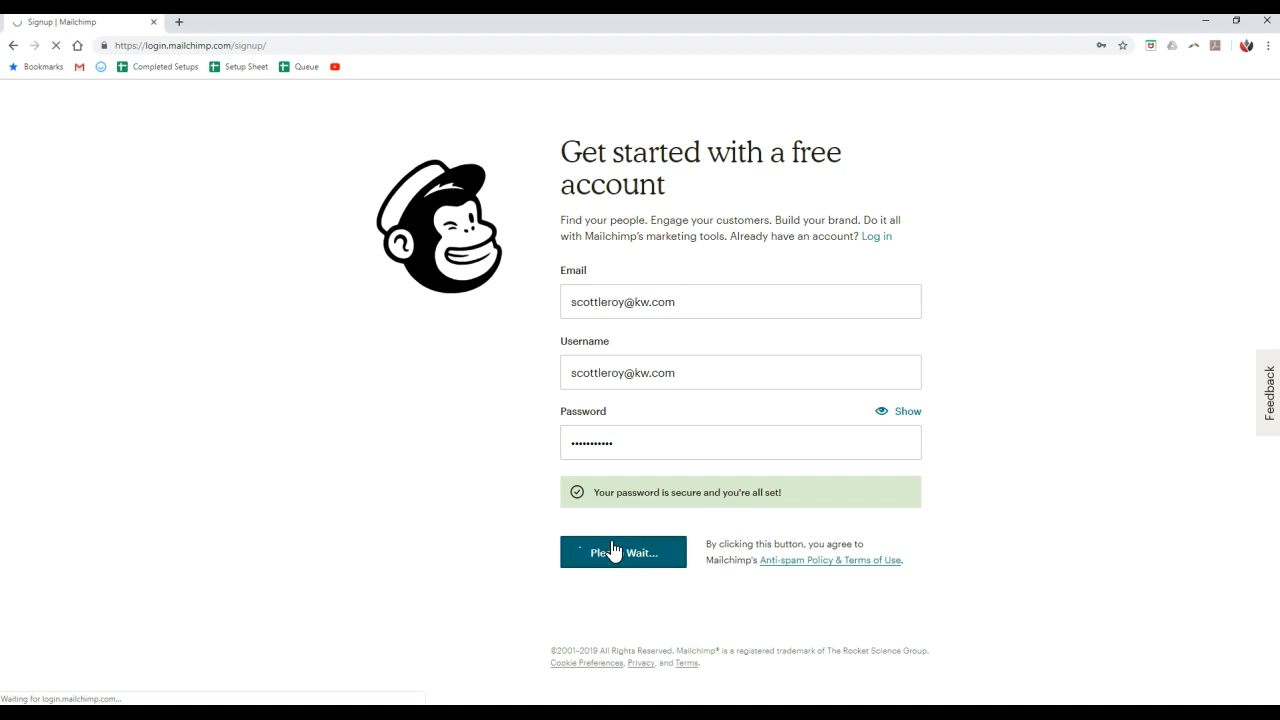 Signup | Mailchimp
https://login.mailchimp.com/signup/
Bookmarks
Completed Setups
Setup Sheet
Queue
Get started with a free
account
Find your people. Engage your customers. Build your brand. Do it all
with Mailchimp's marketing tools. Already have an account? Log in
Email
scottleroy@kw.com
Username
scottleroy@kw.com
Password
Show
•••••••••••
Your password is secure and you're all set!
Wait...
By clicking this button, you agree to
Mailchimp's Anti-spam Policy & Terms of Use.
Feedback
©2001–2019 All Rights Reserved. Mailchimp® is a registered trademark of The Rocket Science Group.
Cookie Preferences, Privacy, and Terms.
Waiting for login.mailchimp.com...